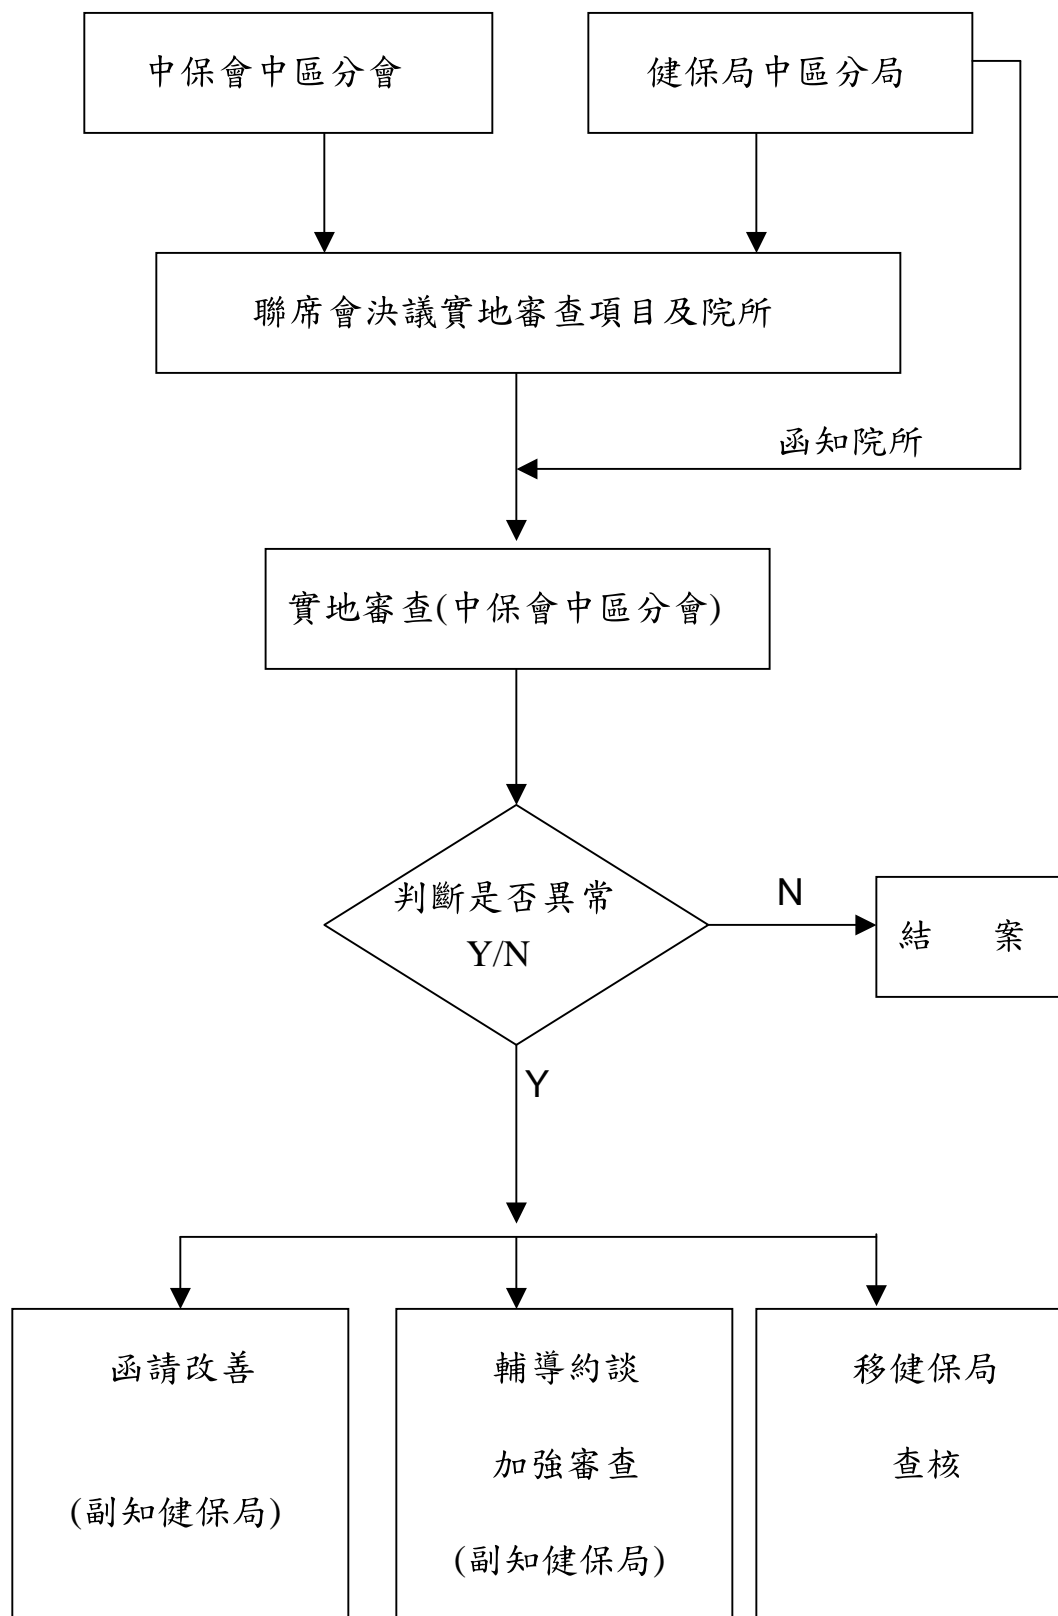 中保會中區分會
健保局中區分局
聯席會決議實地審查項目及院所
函知院所
實地審查(中保會中區分會)
判斷是否異常
Y/N
N
結 案
Y
函請改善
(副知健保局)
輔導約談
加強審查
(副知健保局)
移健保局
查核